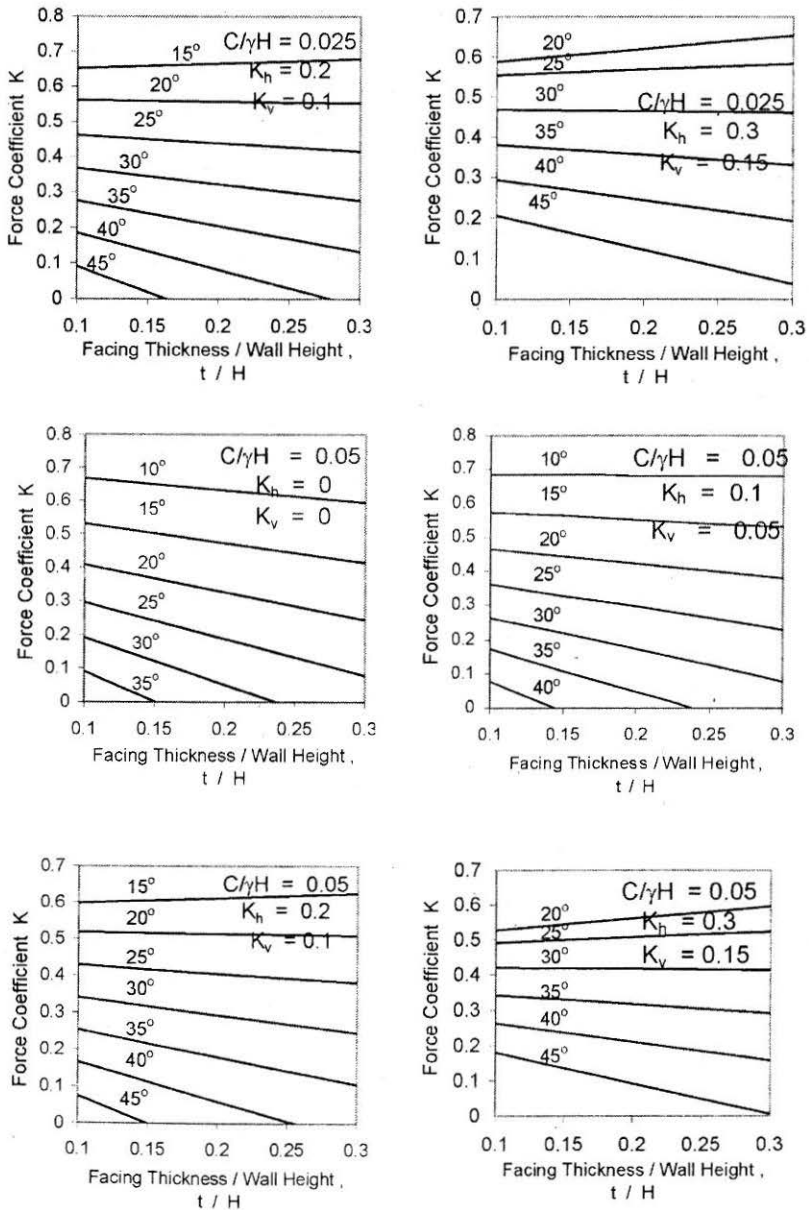 0.8
0.7
0.6
0.5
0.4
0.3
0.2
0.1
0
Force Coefficient K
C/γH = 0.025
K_h = 0.2
K_v = 0.1
15°
20°
25°
30°
35°
40°
45°
0.1 0.15 0.2 0.25 0.3
Facing Thickness / Wall Height ,
t / H
0.7
0.6
0.5
0.4
0.3
0.2
0.1
0
Force Coefficient K
C/γH = 0.025
K_h = 0.3
K_v = 0.15
20°
25°
30°
35°
40°
45°
0.1 0.15 0.2 0.25 0.3
Facing Thickness / Wall Height ,
t / H
0.8
0.7
0.6
0.5
0.4
0.3
0.2
0.1
0
Force Coefficient K
C/γH = 0.05
K_h = 0
K_v = 0
10°
15°
20°
25°
30°
35°
0.1 0.15 0.2 0.25 0.3
Facing Thickness / Wall Height ,
t / H
0.8
0.7
0.6
0.5
0.4
0.3
0.2
0.1
0
Force Coefficient K
C/γH = 0.05
K_h = 0.1
K_v = 0.05
10°
15°
20°
25°
30°
35°
40°
0.1 0.15 0.2 0.25 0.3
Facing Thickness / Wall Height ,
t / H
0.7
0.6
0.5
0.4
0.3
0.2
0.1
0
Force Coefficient K
C/γH = 0.05
K_h = 0.2
K_v = 0.1
15°
20°
25°
30°
35°
40°
45°
0.1 0.15 0.2 0.25 0.3
Facing Thickness / Wall Height ,
t / H
0.7
0.6
0.5
0.4
0.3
0.2
0.1
0
Force Coefficient K
C/γH = 0.05
K_h = 0.3
K_v = 0.15
20°
25°
30°
35°
40°
45°
0.1 0.15 0.2 0.25 0.3
Facing Thickness / Wall Height ,
t / H